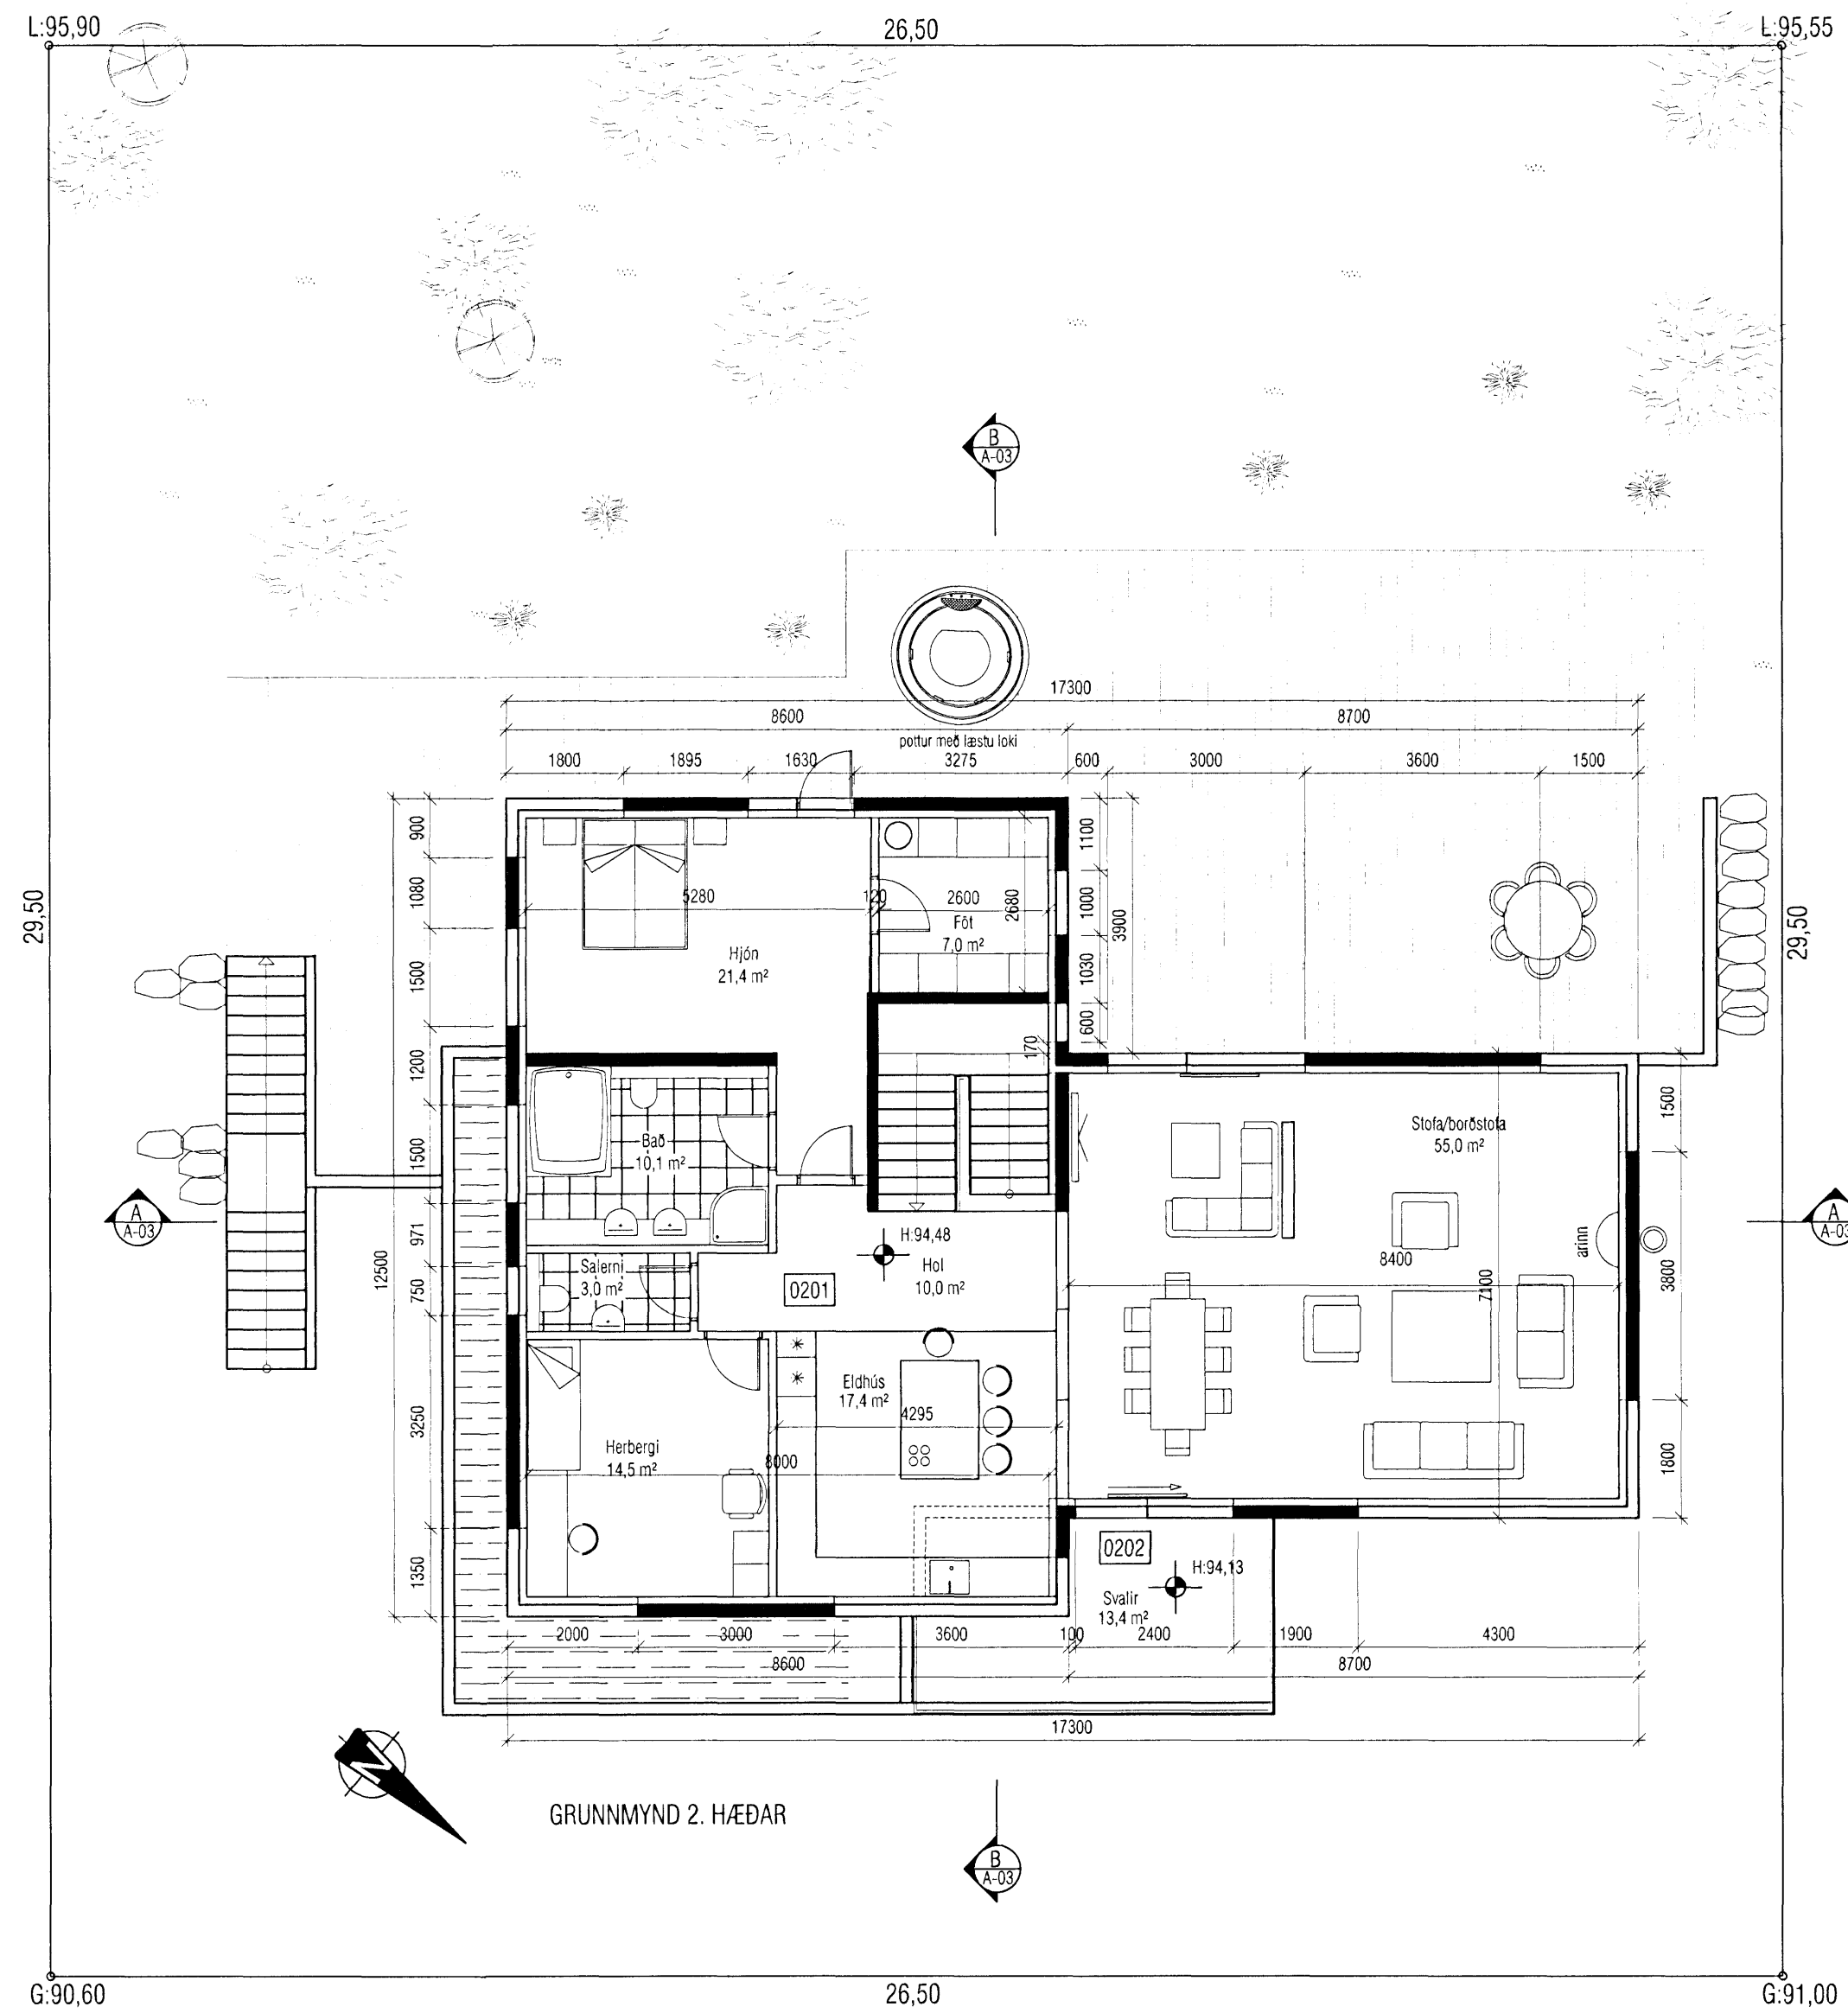 L:95,90
26,50
L:95,55
B
A-03
17300
8600
8700
pottur með læstu loki
1800
1895
1630
3275
600
3000
3600
1500
900
1080
1500
1200
1500
971
750
3250
1350
12500
1100
1000
1030
600
3900
170
29,50
29,50
5280
120
2600
2680
Föt
7,0 m²
Hjón
21,4 m²
Stofa/borðstofa
55,0 m²
Bað
10,1 m²
A
A-03
A
A-03
arinn
8400
7100
1500
3800
1800
H:94,48
Hol
10,0 m²
0201
Salerni
3,0 m²
Eldhús
17,4 m²
4295
Herbergi
14,5 m²
8000
0202
H:94,13
Svalir
13,4 m²
2000
3000
3600
100
2400
1900
4300
8600
8700
17300
N
GRUNNMYND 2. HÆÐAR
B
A-03
G:90,60
26,50
G:91,00